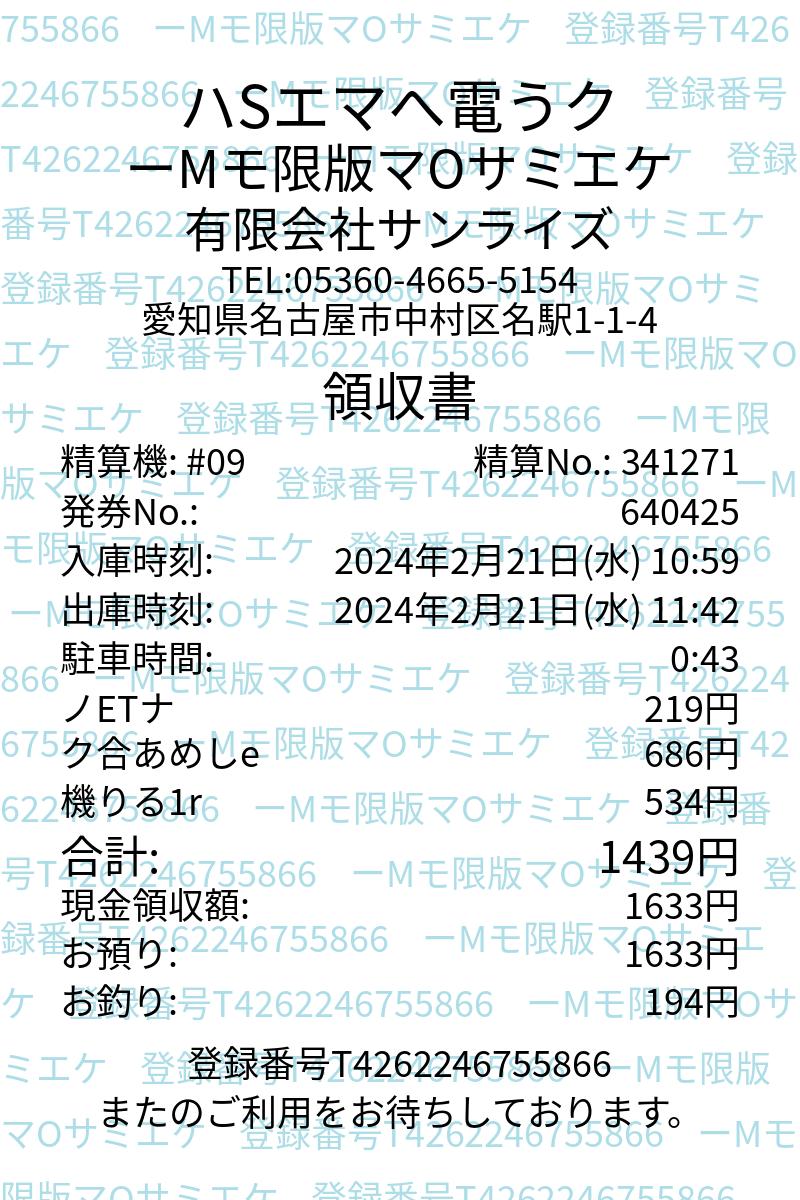 755866 ーMモ限版マOサミエケ 登録番号T426
2246755866 ーMモ限版マOサミエケ 登録番号
ハSエマへ電うク
T4262246755866 ーMモ限版マOサミエケ 登録
ーMモ限版マOサミエケ
番号T4262246755866 ーMモ限版マOサミエケ
有限会社サンライズ
登録番号T4262246755866 ーMモ限版マOサミ
TEL:05360-4665-5154
愛知県名古屋市中村区名駅1-1-4
エケ 登録番号T4262246755866 ーMモ限版マO
領収書
サミエケ 登録番号T4262246755866 ーMモ限
精算機: #09 精算No.: 341271
版マOサミエケ 登録番号T4262246755866 ーM
発券No.: 640425
モ限版マOサミエケ 登録番号T4262246755866
入庫時刻: 2024年2月21日(水) 10:59
出庫時刻: 2024年2月21日(水) 11:42
ーMモ限版マOサミエケ 登録番号T4262246755
駐車時間: 0:43
866 ーMモ限版マOサミエケ 登録番号T426224
ノETナ 219円
6755866 ーMモ限版マOサミエケ 登録番号T42
ク合あめしe 686円
機りる1r 534円
62246755866 ーMモ限版マOサミエケ 登録番
合計: 1439円
号T4262246755866 ーMモ限版マOサミエケ 登
現金領収額: 1633円
録番号T4262246755866 ーMモ限版マOサミエ
お預り: 1633円
お釣り: 194円
ケ 登録番号T4262246755866 ーMモ限版マOサ
登録番号T4262246755866
ミエケ 登録番号T4262246755866 ーMモ限版
またのご利用をお待ちしております。
マOサミエケ 登録番号T4262246755866 ーMモ
限版マOサミエケ 登録番号T4262246755866